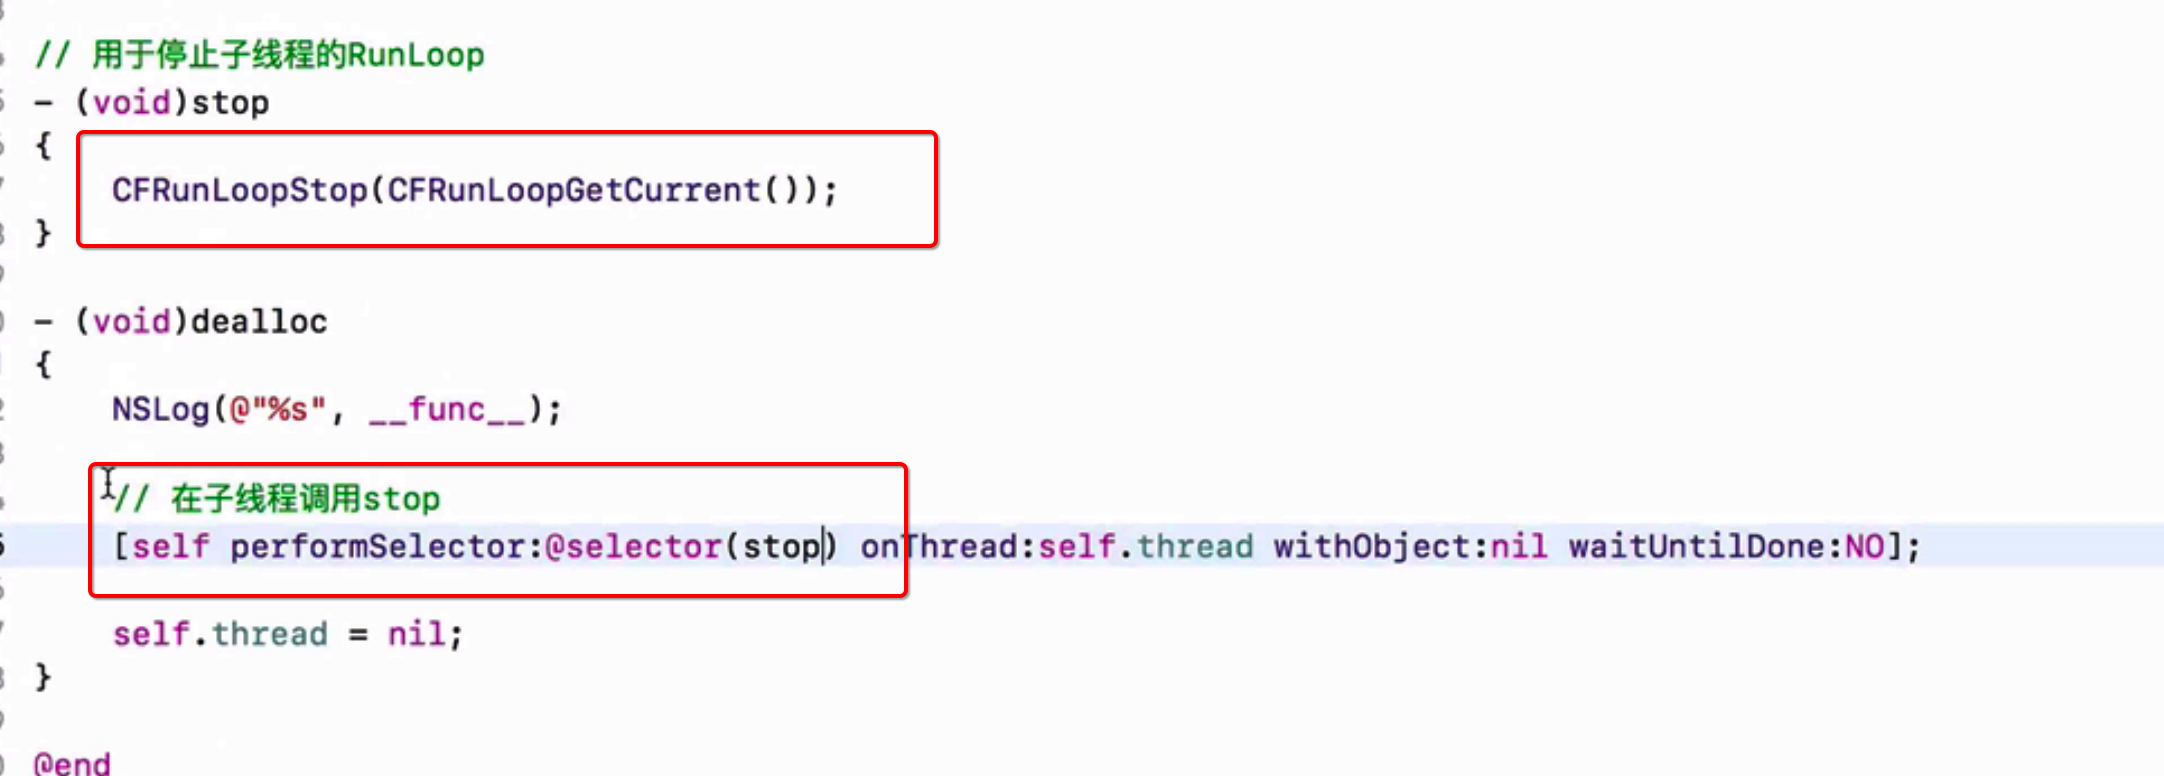 // 用于停止子线程的RunLoop
- (void)stop
{
CFRunLoopStop(CFRunLoopGetCurrent());
}
- (void)dealloc
{
NSLog(@"%s", __func__);
// 在子线程调用stop
[self performSelector:@selector(stop) onThread:self.thread withObject:nil waitUntilDone:NO];
self.thread = nil;
}
@end